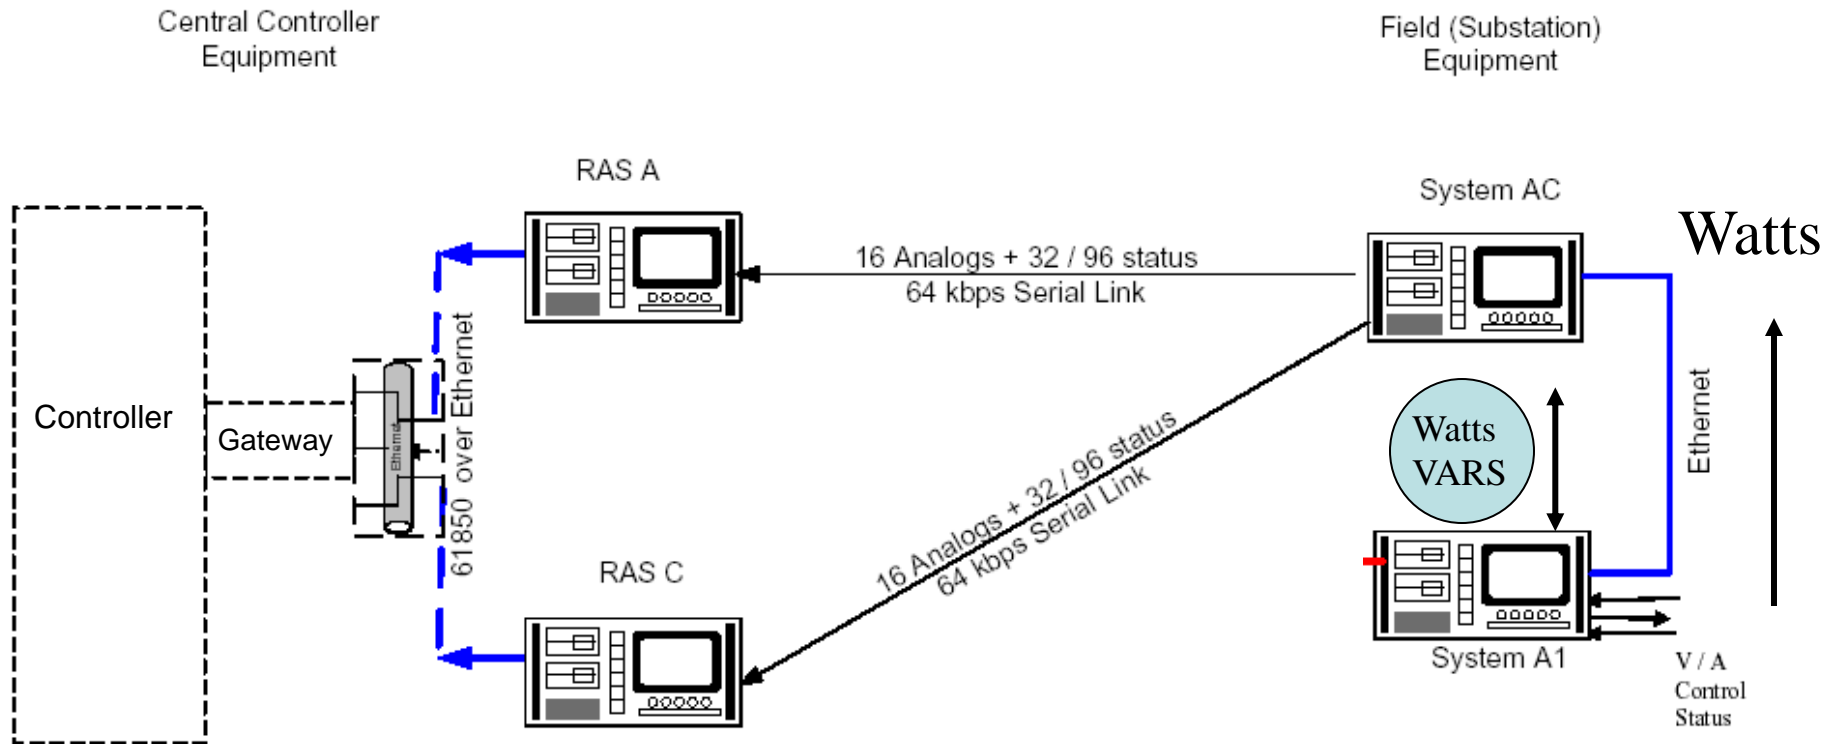 Central Controller
Equipment
Field (Substation)
Equipment
RAS A
System AC
Watts
16 Analogs + 32 / 96 status
64 kbps Serial Link
Controller
Gateway
Ethernet
61850 over Ethernet
16 Analogs + 32 / 96 status
64 kbps Serial Link
Watts
VARS
Ethernet
RAS C
System A1
V / A
Control
Status